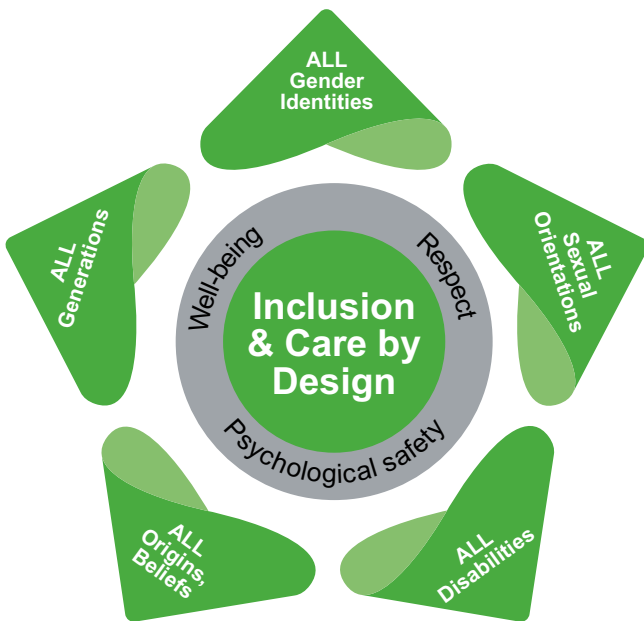 ALL
Gender
Identities
ALL
Sexual
Orientations
ALL
Disabilities
ALL
Origins,
Beliefs
ALL
Generations
Well-being
Respect
Psychological safety
Inclusion
& Care by
Design